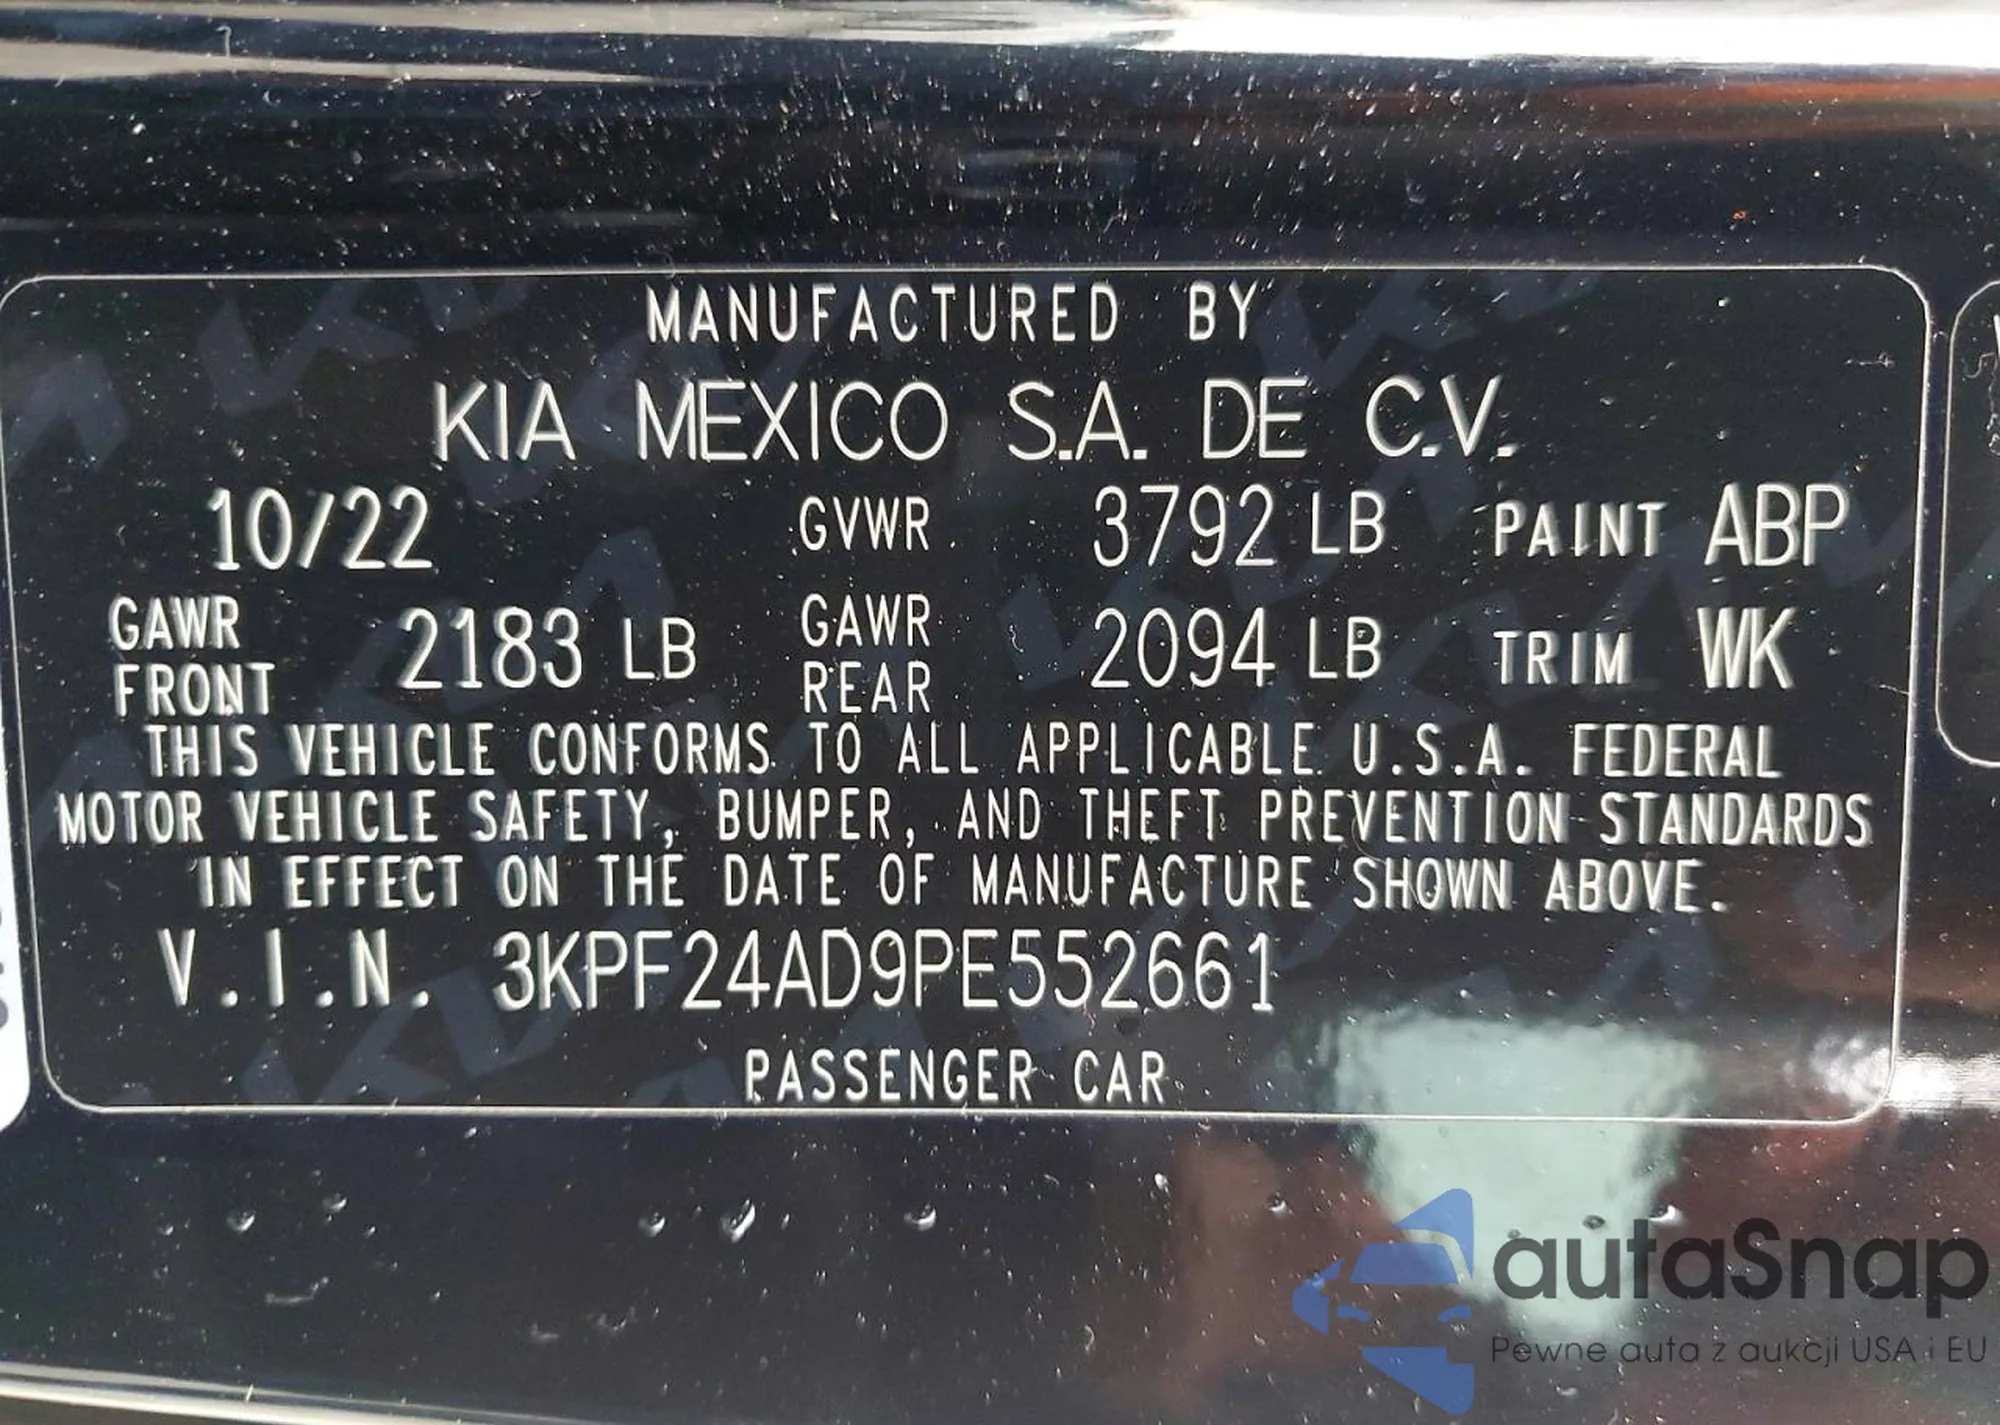 MANUFACTURED BY
KIA MEXICO S.A. DE C.V.
10/22 GVWR 3792 LB PAINT ABP
GAWR FRONT 2183 LB GAWR REAR 2094 LB TRIM WK
THIS VEHICLE CONFORMS TO ALL APPLICABLE U.S.A. FEDERAL
MOTOR VEHICLE SAFETY, BUMPER, AND THEFT PREVENTION STANDARDS
IN EFFECT ON THE DATE OF MANUFACTURE SHOWN ABOVE.
V.I.N. 3KPF24AD9PE552661
PASSENGER CAR
autaSnap
Pewne auta z aukcji USA i EU